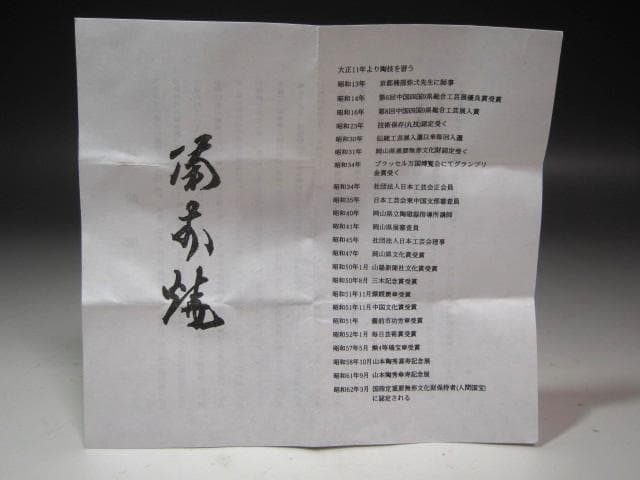 備前焼
大正11年より陶技を習う
昭和13年 京都楠部弥弌先生に師事
昭和14年 第6回中国四国9県総合工芸展優良賞受賞
昭和16年 第8回中国四国9県総合工芸展入賞
昭和23年 技術保存(丸技)認定受く
昭和30年 伝統工芸展入選以来毎回入選
昭和31年 岡山県重要無形文化財認定受く
昭和34年 ブラッセル万国博覧会にてグランプリ
金賞受く
昭和34年 社団法人日本工芸会正会員
昭和35年 日本工芸会東中国支部審査員
昭和40年 岡山県立陶磁器指導所講師
昭和41年 岡山県展審査員
昭和45年 社団法人日本工芸会理事
昭和47年 岡山県文化賞受賞
昭和50年1月 山陽新聞社文化賞受賞
昭和50年8月 三木記念賞受賞
昭和51年11月紫綬褒章受賞
昭和51年11月中国文化賞受賞
昭和51年 備前市功労章受賞
昭和52年1月 毎日芸術賞受賞
昭和57年5月 勲4等瑞宝章受賞
昭和58年10月山本陶秀喜寿記念展
昭和61年9月 山本陶秀傘寿記念展
昭和62年3月 国指定重要無形文化財保持者(人間国宝)
に認定される